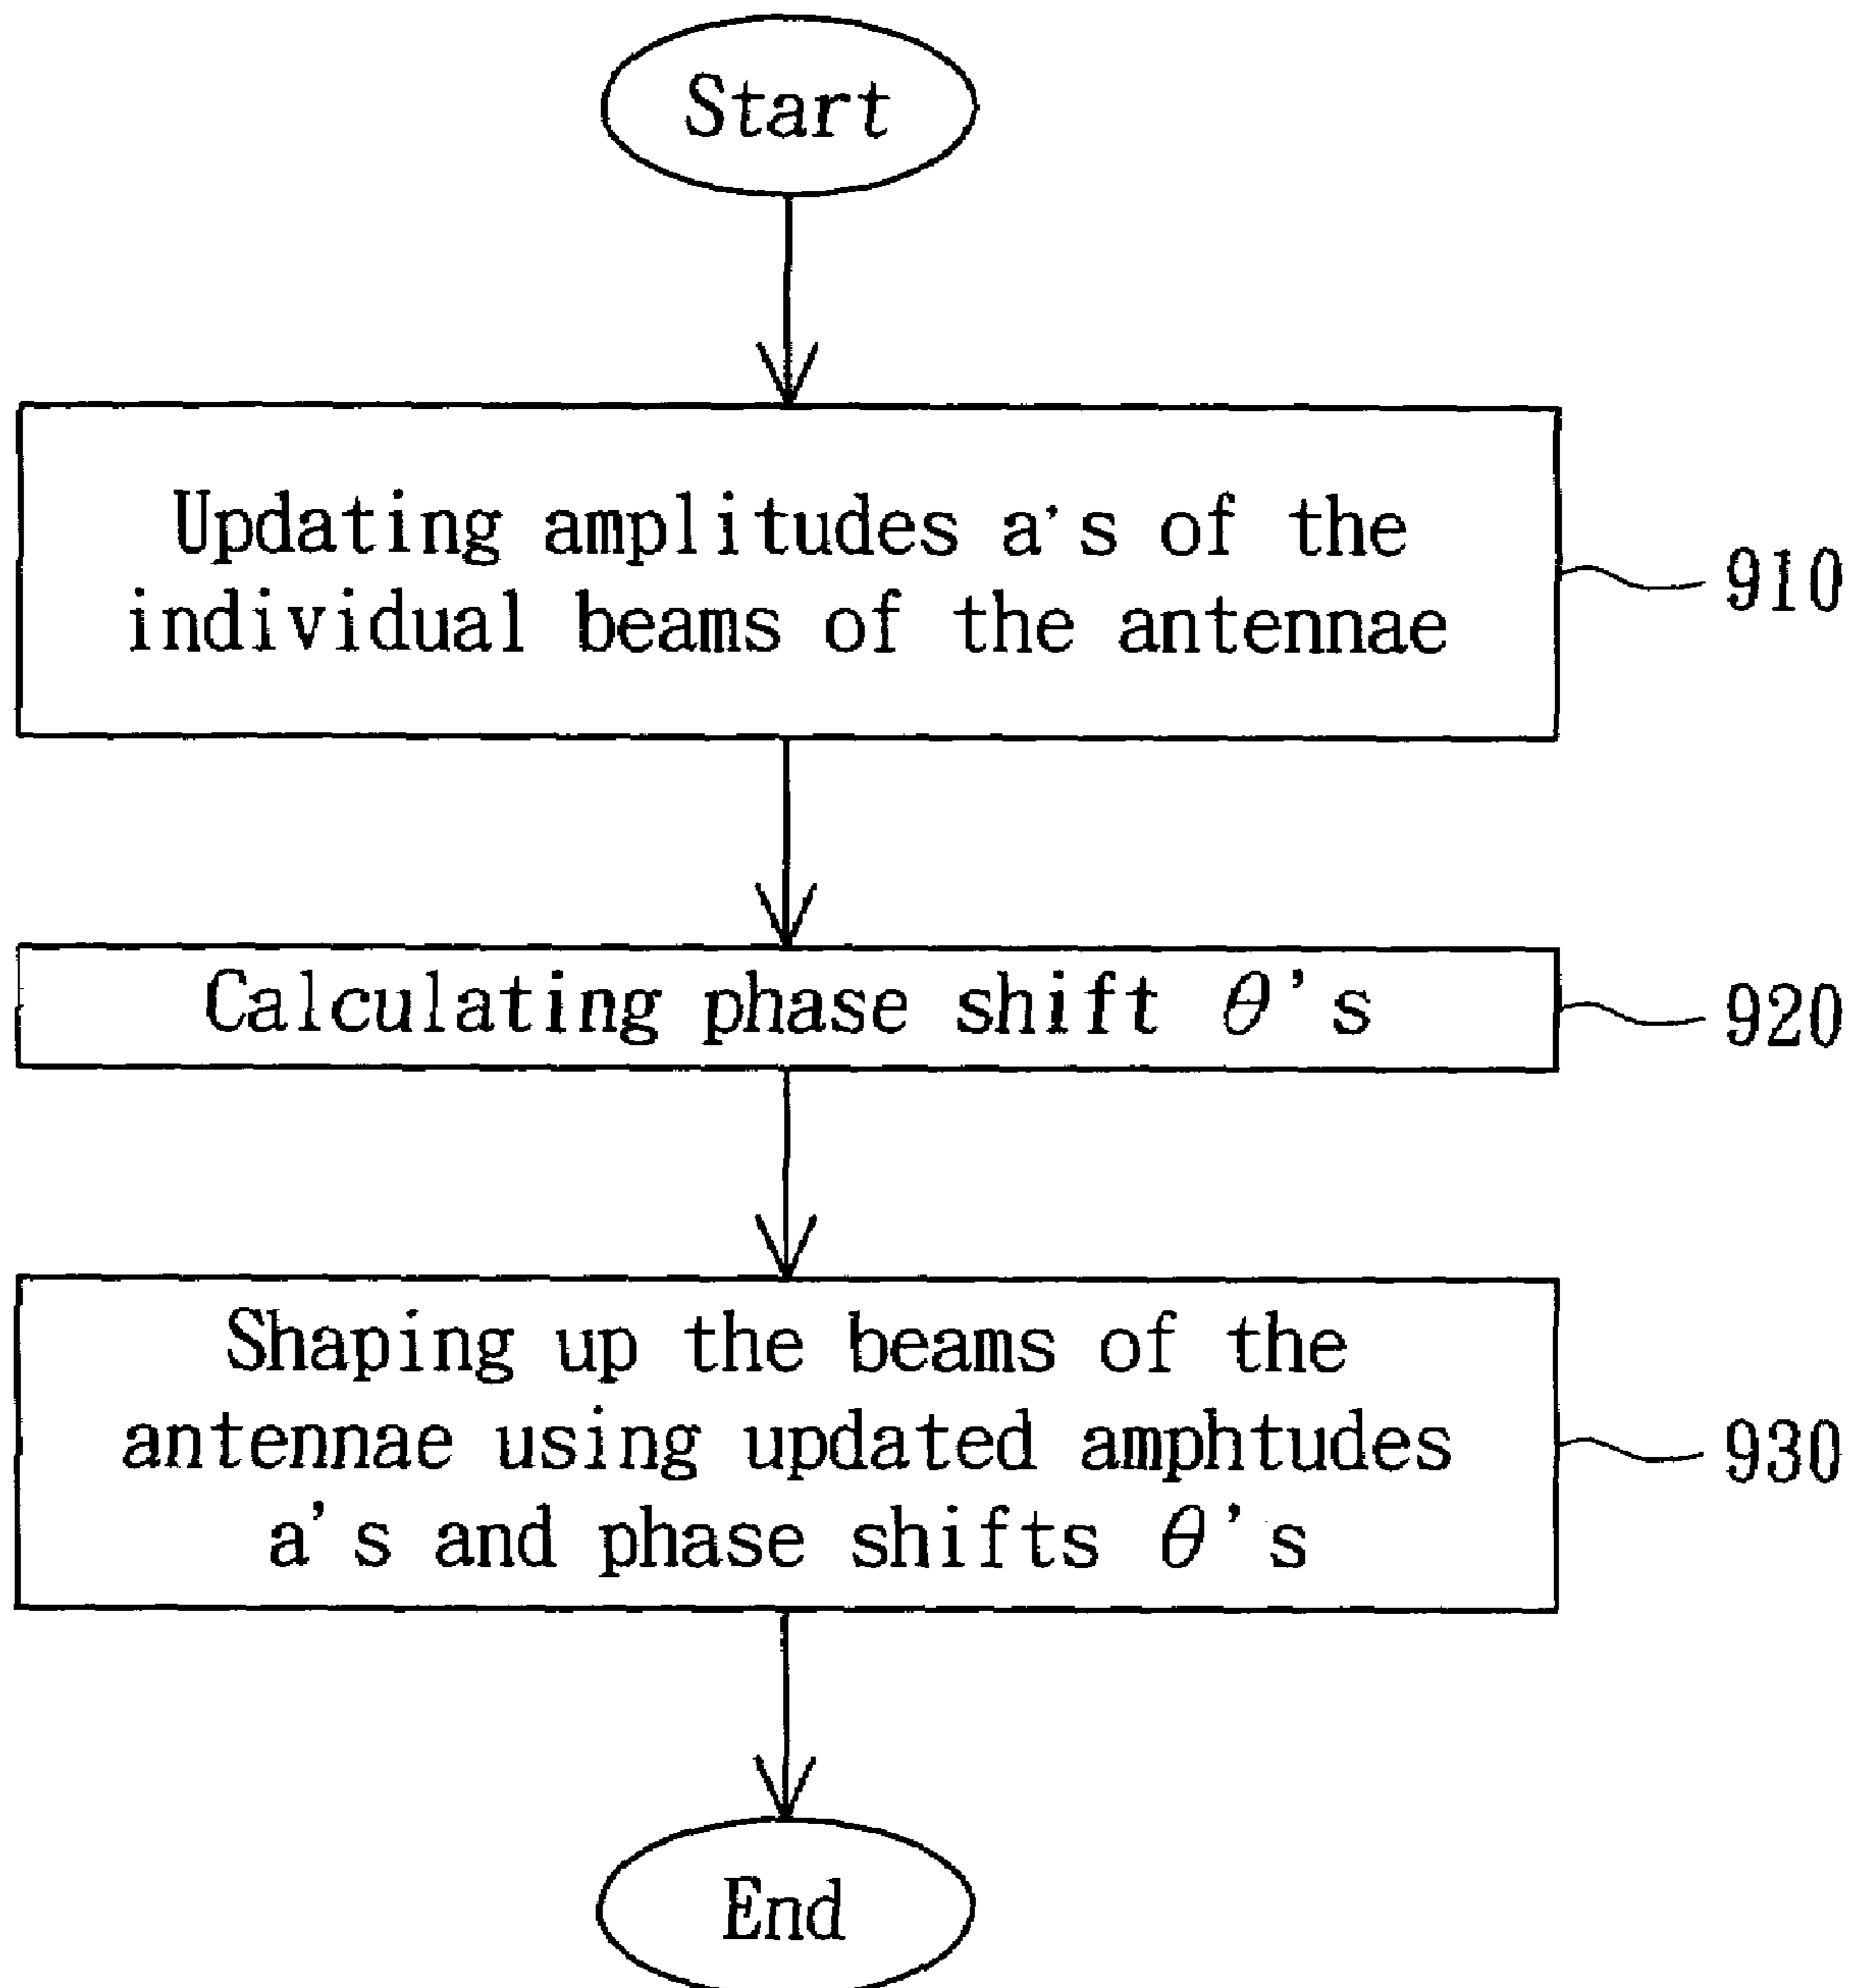 Start
Updating amplitudes a's of the
individual beams of the antennae
910
Calculating phase shift θ's
920
Shaping up the beams of the
antennae using updated amphtudes
a's and phase shifts θ's
930
End